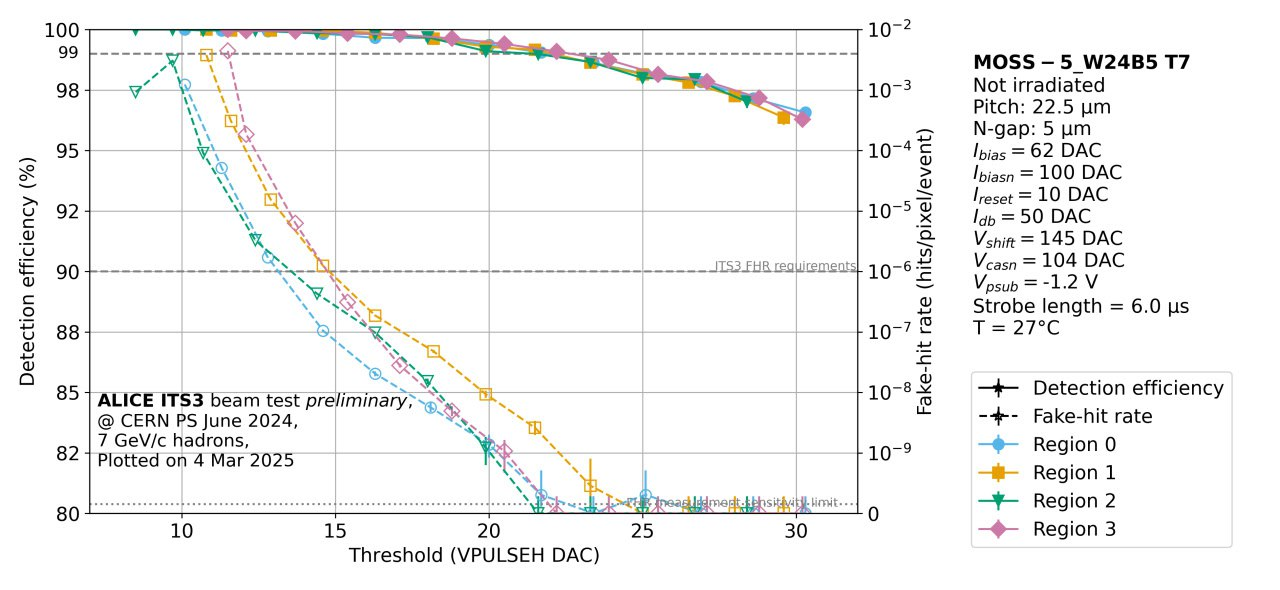 100
99
98
95
92
90
88
85
82
80
Detection efficiency (%)
10
15
20
25
30
Threshold (VPULSEH DAC)
10⁻²
10⁻³
10⁻⁴
10⁻⁵
10⁻⁶
10⁻⁷
10⁻⁸
10⁻⁹
0
Fake-hit rate (hits/pixel/event)
ITS3 FHR requirements
FHR measurement sensitivity limit
ALICE ITS3 beam test preliminary,
@ CERN PS June 2024,
7 GeV/c hadrons,
Plotted on 4 Mar 2025
MOSS – 5_W24B5 T7
Not irradiated
Pitch: 22.5 μm
N-gap: 5 μm
I_bias = 62 DAC
I_biasn = 100 DAC
I_reset = 10 DAC
I_db = 50 DAC
V_shift = 145 DAC
V_casn = 104 DAC
V_psub = -1.2 V
Strobe length = 6.0 μs
T = 27°C
Detection efficiency
Fake-hit rate
Region 0
Region 1
Region 2
Region 3